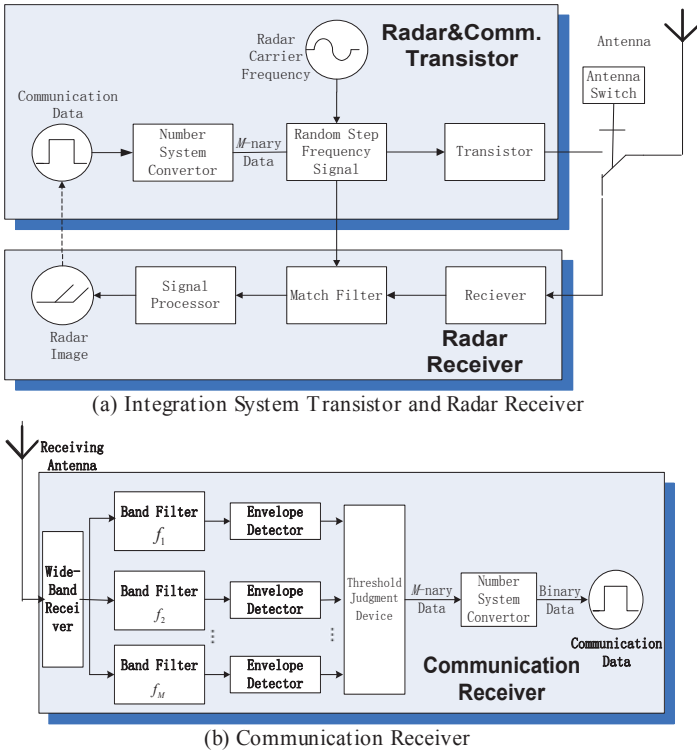 Radar
Carrier
Frequency
Radar&Comm.
Transistor
Antenna
Antenna
Switch
Communication
Data
Number
System
Convertor
M-nary
Data
Random Step
Frequency
Signal
Transistor
Radar
Image
Signal
Processor
Match Filter
Reciever
Radar
Receiver
(a) Integration System Transistor and Radar Receiver
Receiving
Antenna
Wide-
Band
Recei
ver
Band Filter
f1
Envelope
Detector
Band Filter
f2
Envelope
Detector
Band Filter
fM
Envelope
Detector
Threshold
Judgment
Device
M-nary
Data
Number
System
Convertor
Binary
Data
Communication
Data
Communication
Receiver
(b) Communication Receiver